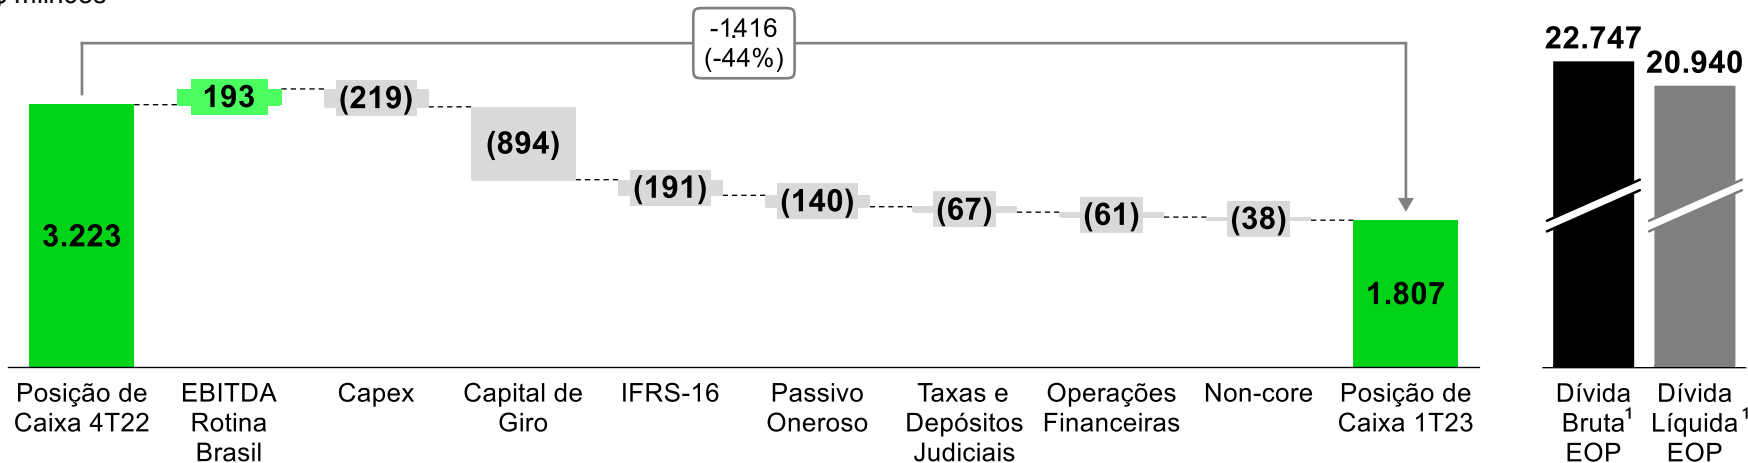 milhões
-1.416
(-44%)
22.747
20.940
193
(219)
(894)
(191)
(140)
(67)
(61)
(38)
3.223
1.807
Posição de
Caixa 4T22
EBITDA
Rotina
Brasil
Capex
Capital de
Giro
IFRS-16
Passivo
Oneroso
Taxas e
Depósitos
Judiciais
Operações
Financeiras
Non-core
Posição de
Caixa 1T23
Dívida
Bruta¹
EOP
Dívida
Líquida¹
EOP